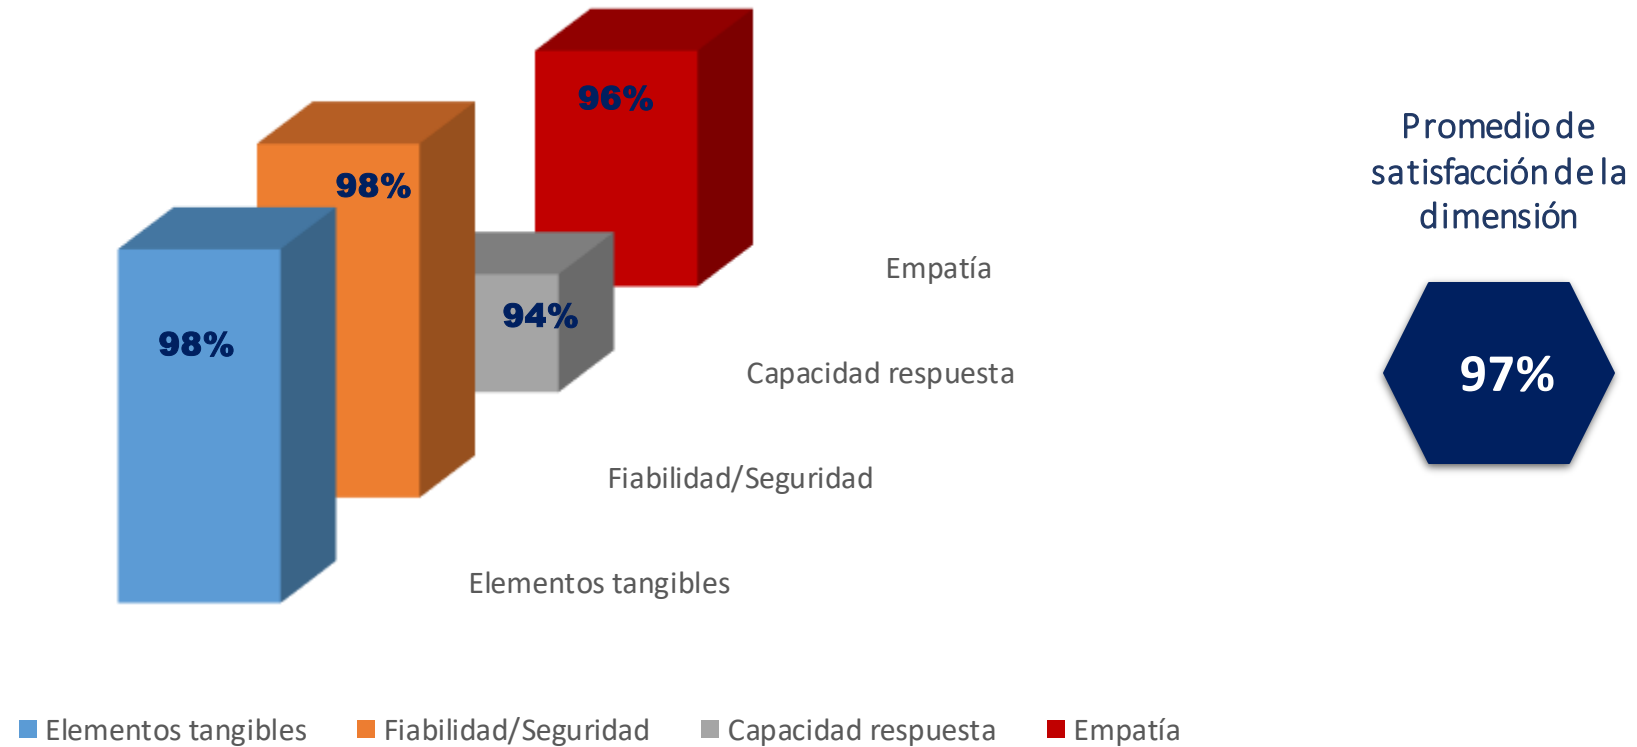 96%
98%
98%
94%
Empatía
Capacidad respuesta
Fiabilidad/Seguridad
Elementos tangibles
Promedio de
satisfacción de la
dimensión
97%
Elementos tangibles
Fiabilidad/Seguridad
Capacidad respuesta
Empatía